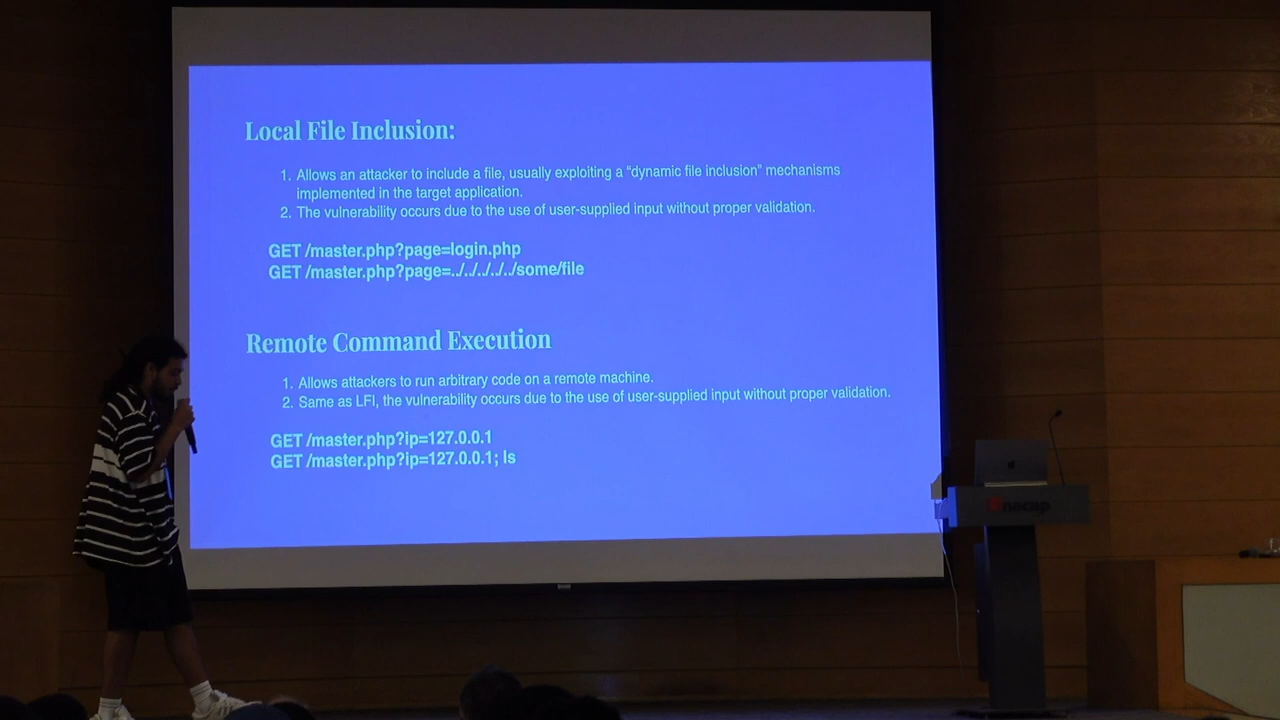 Local File Inclusion:
1. Allows an attacker to include a file, usually exploiting a “dynamic file inclusion” mechanisms
implemented in the target application.
2. The vulnerability occurs due to the use of user-supplied input without proper validation.
GET /master.php?page=login.php
GET /master.php?page=../../../../../some/file
Remote Command Execution
1. Allows attackers to run arbitrary code on a remote machine.
2. Same as LFI, the vulnerability occurs due to the use of user-supplied input without proper validation.
GET /master.php?ip=127.0.0.1
GET /master.php?ip=127.0.0.1; ls
inacap